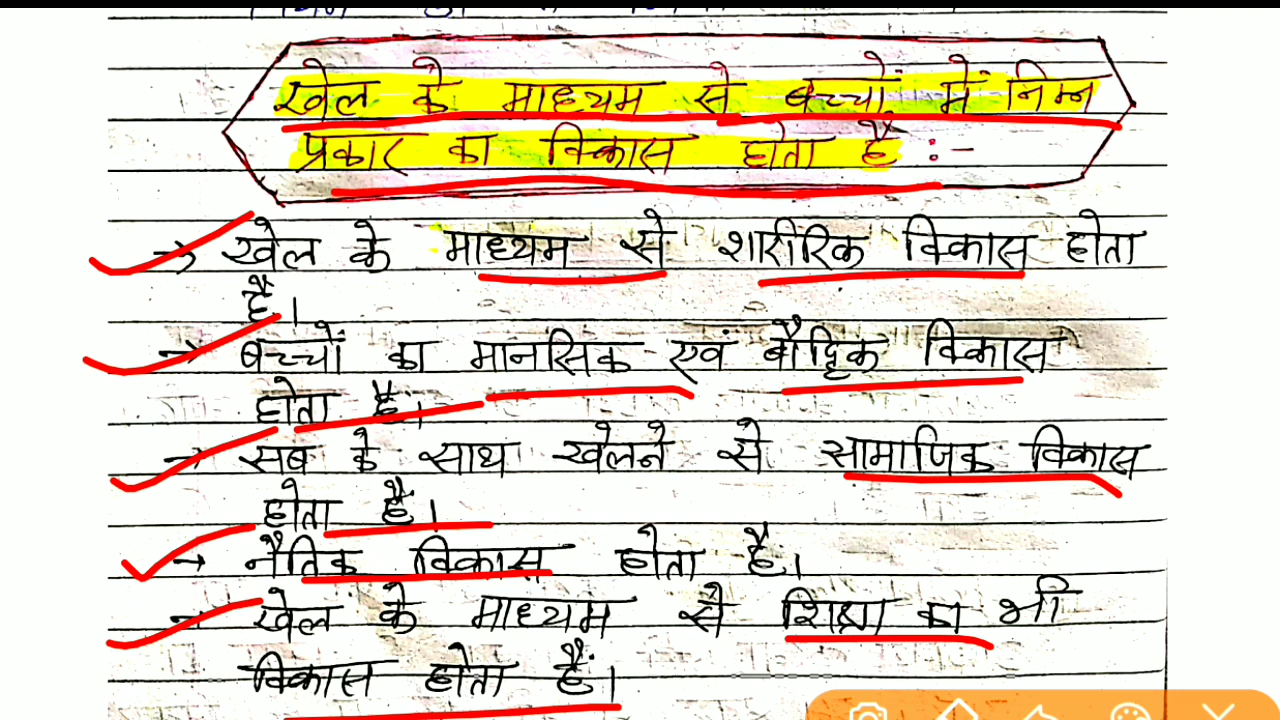 खेल के माध्यम से बच्चों में निम्न
प्रकार का विकास होता है :-
→ खेल के माध्यम से शारीरिक विकास होता
है।
→ बच्चों का मानसिक एवं बौद्धिक विकास
होता है।
→ सब के साथ खेलने से सामाजिक विकास
होता है।
→ नैतिक विकास होता है।
→ खेल के माध्यम से शिक्षा का भी
विकास होता हैं।